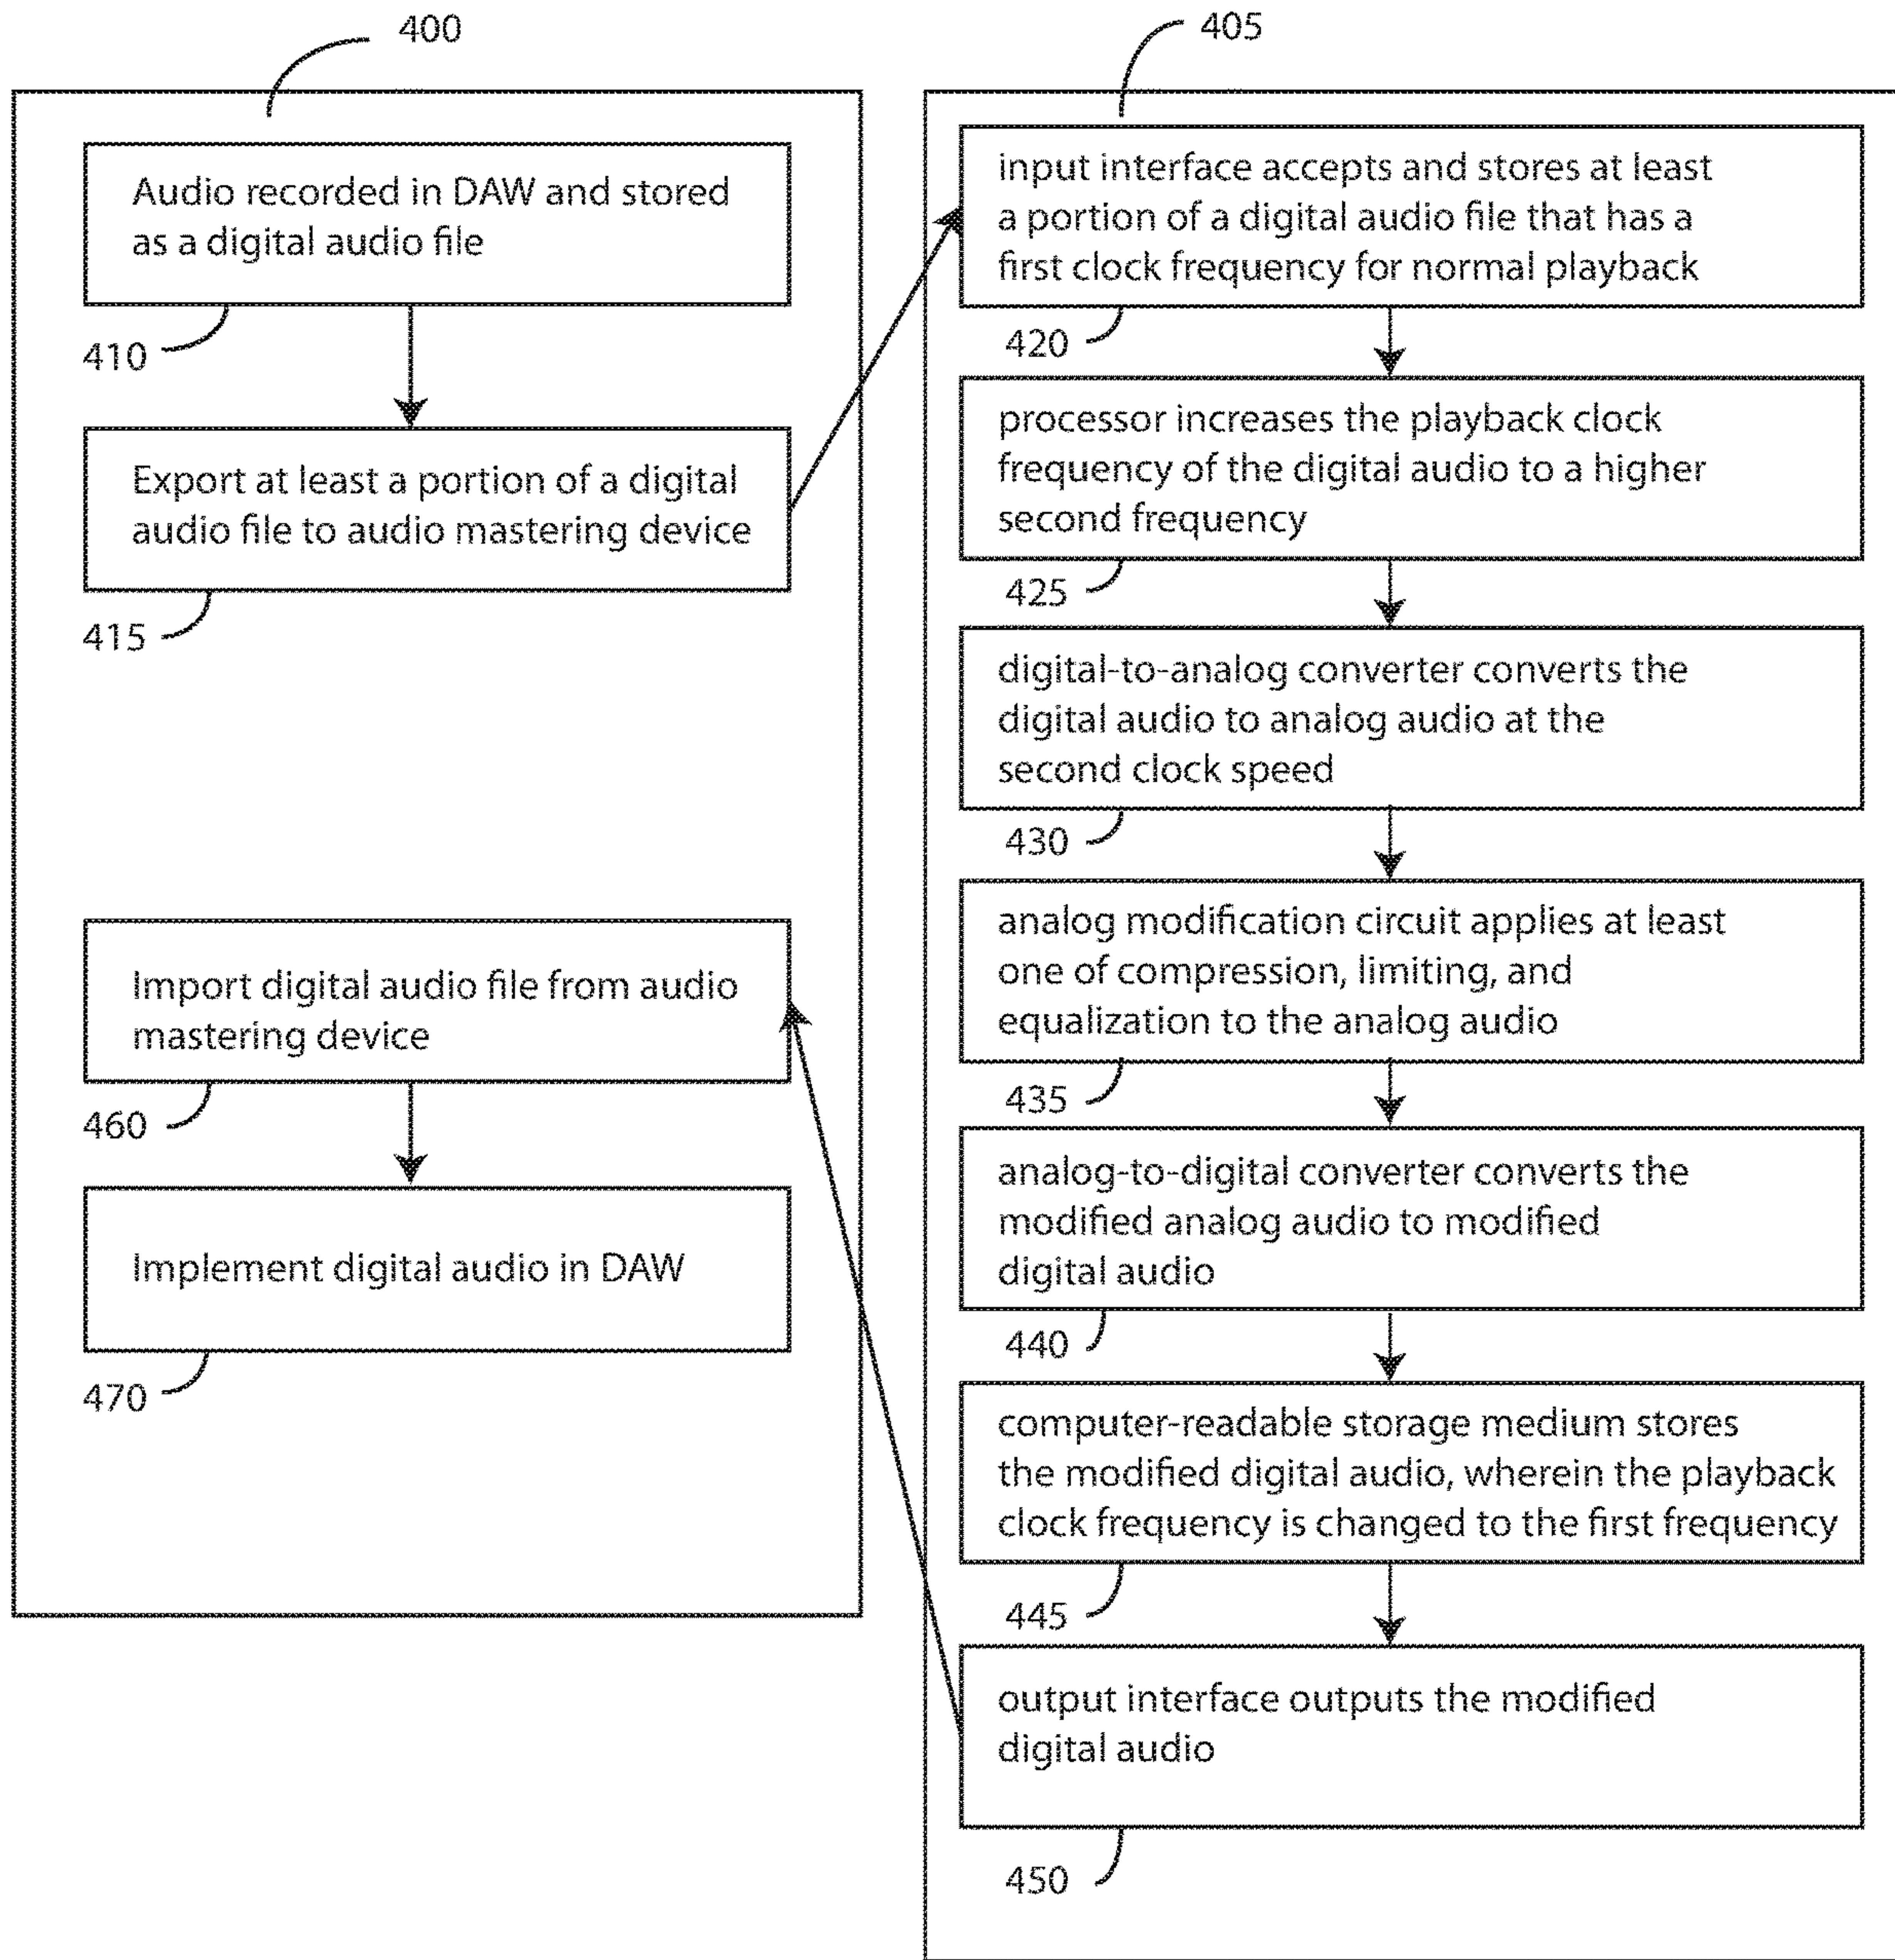 400
Audio recorded in DAW and stored
as a digital audio file
410
Export at least a portion of a digital
audio file to audio mastering device
415
Import digital audio file from audio
mastering device
460
Implement digital audio in DAW
470
405
input interface accepts and stores at least
a portion of a digital audio file that has a
first clock frequency for normal playback
420
processor increases the playback clock
frequency of the digital audio to a higher
second frequency
425
digital-to-analog converter converts the
digital audio to analog audio at the
second clock speed
430
analog modification circuit applies at least
one of compression, limiting, and
equalization to the analog audio
435
analog-to-digital converter converts the
modified analog audio to modified
digital audio
440
computer-readable storage medium stores
the modified digital audio, wherein the playback
clock frequency is changed to the first frequency
445
output interface outputs the modified
digital audio
450